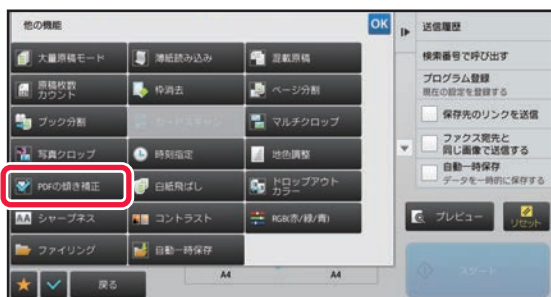 他の機能
OK
大量原稿モード
薄紙読み込み
混載原稿
原稿枚数
カウント
枠消去
ページ分割
ブック分割
カードスキャン
マルチクロップ
写真クロップ
時刻指定
地色調整
PDFの傾き補正
白紙飛ばし
ドロップアウト
カラー
AA シャープネス
コントラスト
RGB(赤/緑/青)
ファイリング
自動一時保存
戻る
A4
A4
送信履歴
検索番号で呼び出す
プログラム登録
現在の設定を登録する
保存先のリンクを送信
ファクス宛先と
同じ画像で送信する
自動一時保存
データを一時的に保存する
プレビュー
リセット
スタート